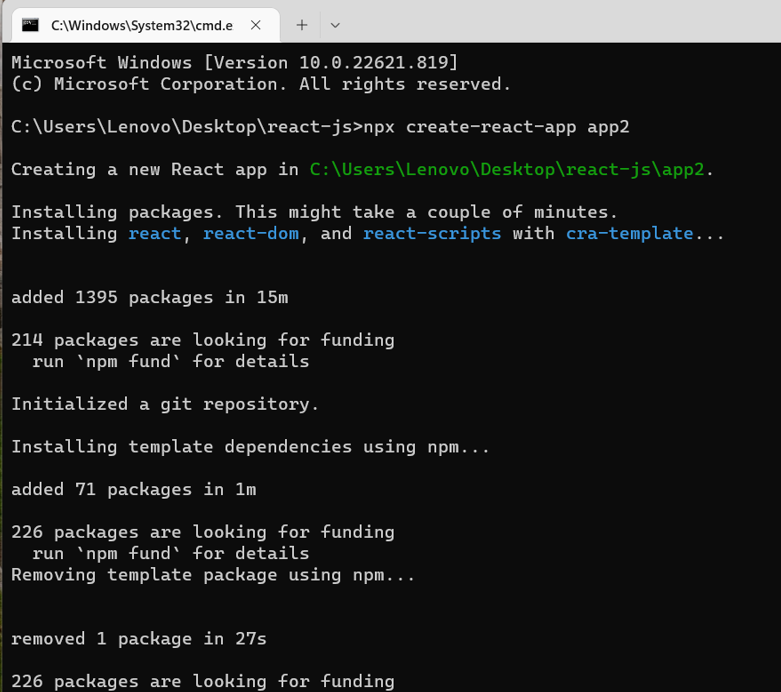 C:\Windows\System32\cmd.e
Microsoft Windows [Version 10.0.22621.819]
(c) Microsoft Corporation. All rights reserved.
C:\Users\Lenovo\Desktop\react-js>npx create-react-app app2
Creating a new React app in C:\Users\Lenovo\Desktop\react-js\app2.
Installing packages. This might take a couple of minutes.
Installing react, react-dom, and react-scripts with cra-template...
added 1395 packages in 15m
214 packages are looking for funding
run `npm fund` for details
Initialized a git repository.
Installing template dependencies using npm...
added 71 packages in 1m
226 packages are looking for funding
run `npm fund` for details
Removing template package using npm...
removed 1 package in 27s
226 packages are looking for funding